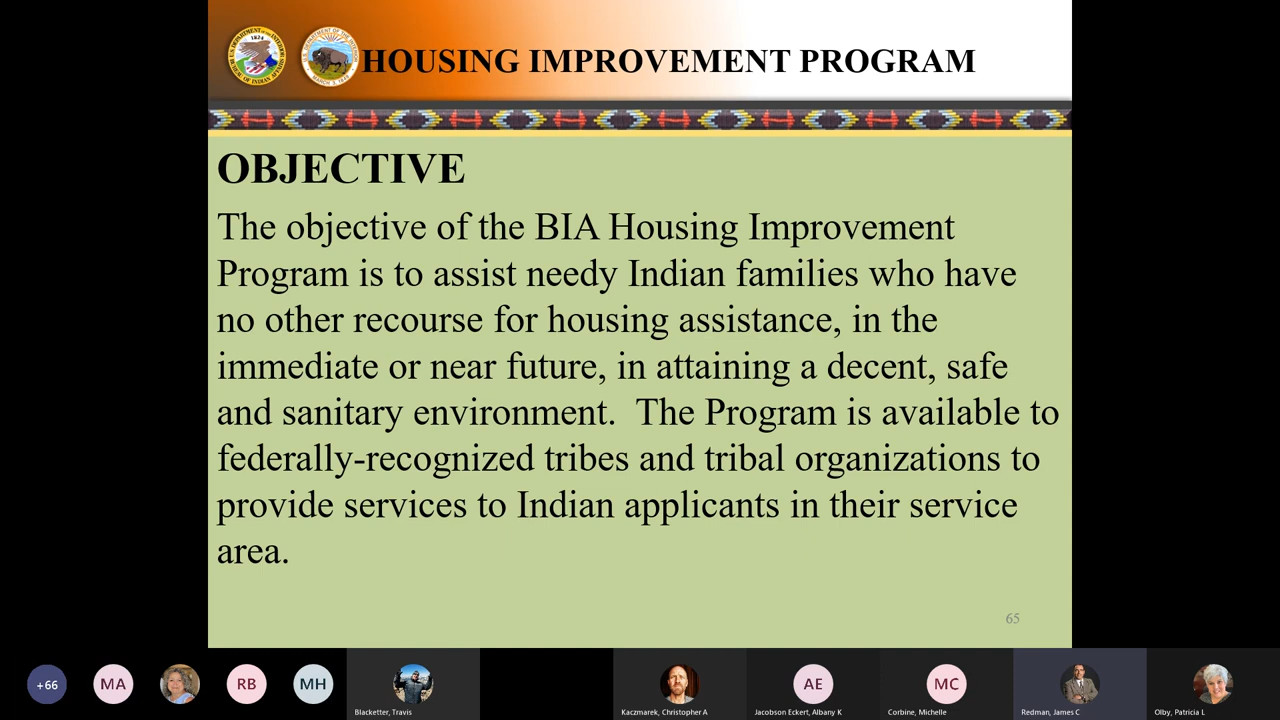 HOUSING IMPROVEMENT PROGRAM
OBJECTIVE
The objective of the BIA Housing Improvement
Program is to assist needy Indian families who have
no other recourse for housing assistance, in the
immediate or near future, in attaining a decent, safe
and sanitary environment.  The Program is available to
federally-recognized tribes and tribal organizations to
provide services to Indian applicants in their service
area.
65
+66
MA
RB
MH
AE
MC
Blacketter, Travis
Kaczmarek, Christopher A
Jacobson Eckert, Albany K
Corbine, Michelle
Redman, James C
Olby, Patricia L